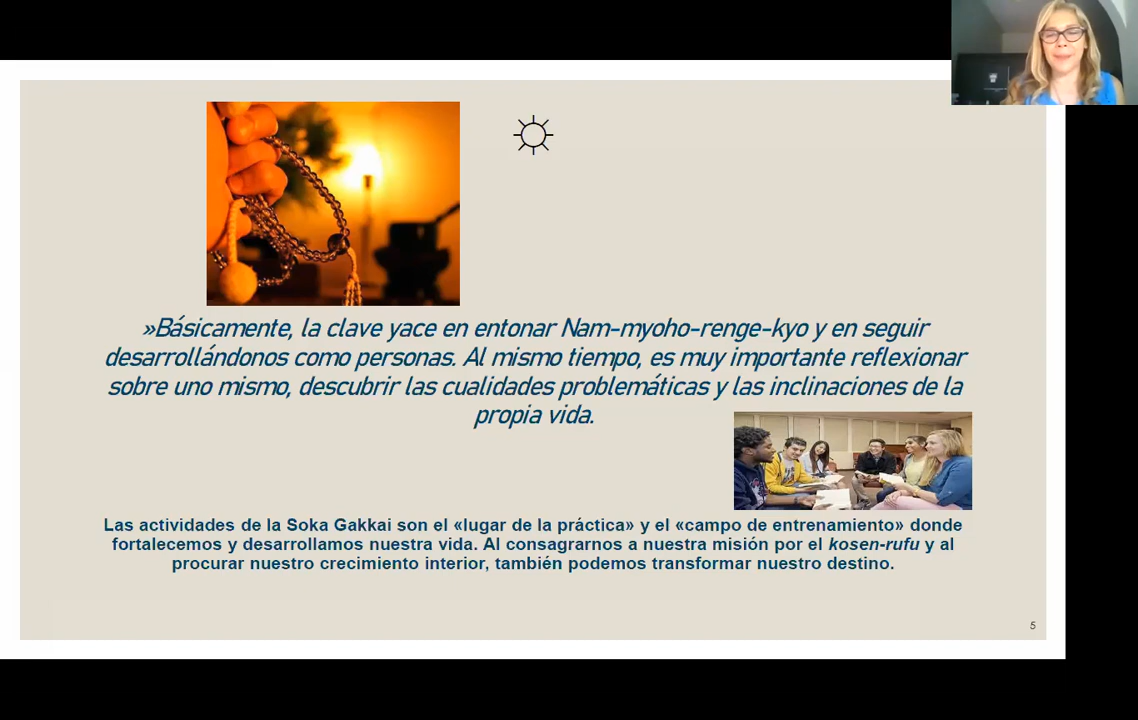 »Básicamente, la clave yace en entonar Nam-myoho-renge-kyo y en seguir
desarrollándonos como personas. Al mismo tiempo, es muy importante reflexionar
sobre uno mismo, descubrir las cualidades problemáticas y las inclinaciones de la
propia vida.
Las actividades de la Soka Gakkai son el «lugar de la práctica» y el «campo de entrenamiento» donde
fortalecemos y desarrollamos nuestra vida. Al consagrarnos a nuestra misión por el kosen-rufu y al
procurar nuestro crecimiento interior, también podemos transformar nuestro destino.
5